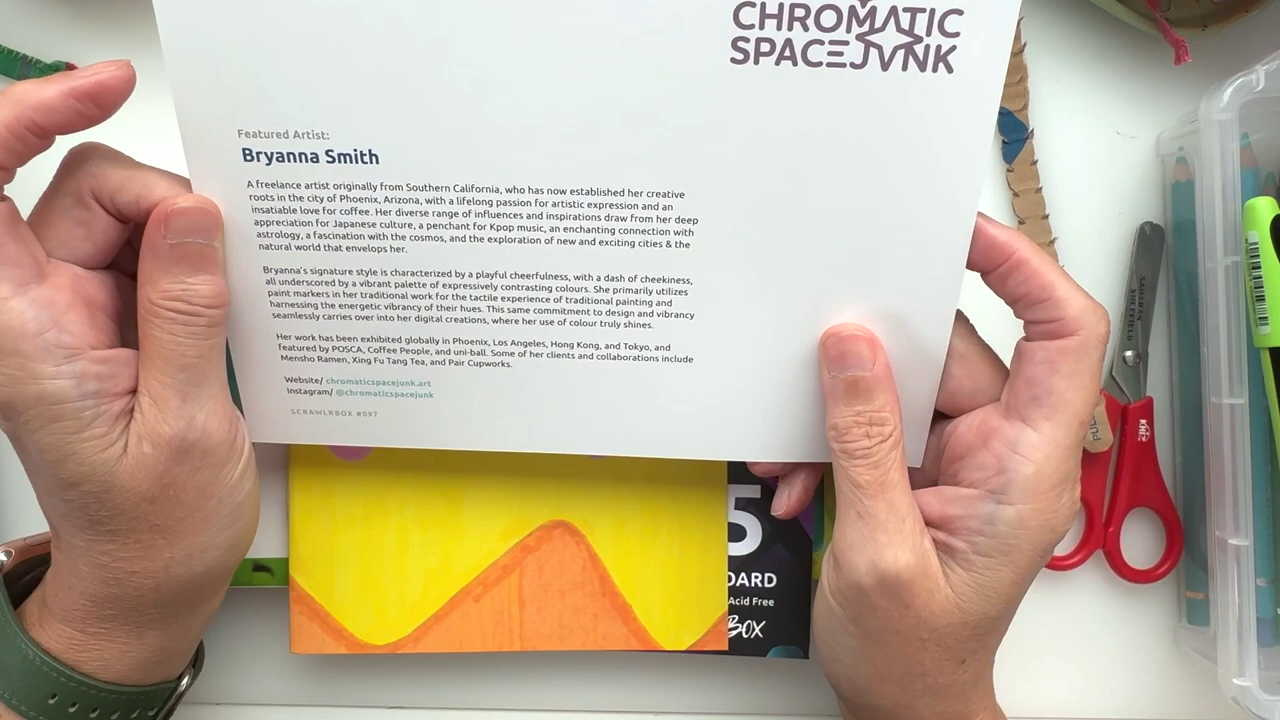 CHROMATIC
SPACEJUNK
Featured Artist:
Bryanna Smith
A freelance artist originally from Southern California, who has now established her creative
roots in the city of Phoenix, Arizona, with a lifelong passion for artistic expression and an
insatiable love for coffee. Her diverse range of influences and inspirations draw from her deep
appreciation for Japanese culture, a penchant for Kpop music, an enchanting connection with
astrology, a fascination with the cosmos, and the exploration of new and exciting cities & the
natural world that envelops her.
Bryanna's signature style is characterized by a playful cheerfulness, with a dash of cheekiness,
all underscored by a vibrant palette of expressively contrasting colours. She primarily utilizes
paint markers in her traditional work for the tactile experience of traditional painting and
harnessing the energetic vibrancy of their hues. This same commitment to design and vibrancy
seamlessly carries over into her digital creations, where her use of colour truly shines.
Her work has been exhibited globally in Phoenix, Los Angeles, Hong Kong, and Tokyo, and
featured by POSCA, Coffee People, and uni-ball. Some of her clients and collaborations include
Mensho Ramen, Xing Fu Tang Tea, and Pair Cupworks.
Website/ chromaticspacejunk.art
Instagram/ @chromaticspacejunk
SCRAWLRBOX #097
5
OARD
Acid Free
BOX
SHEFFIELD